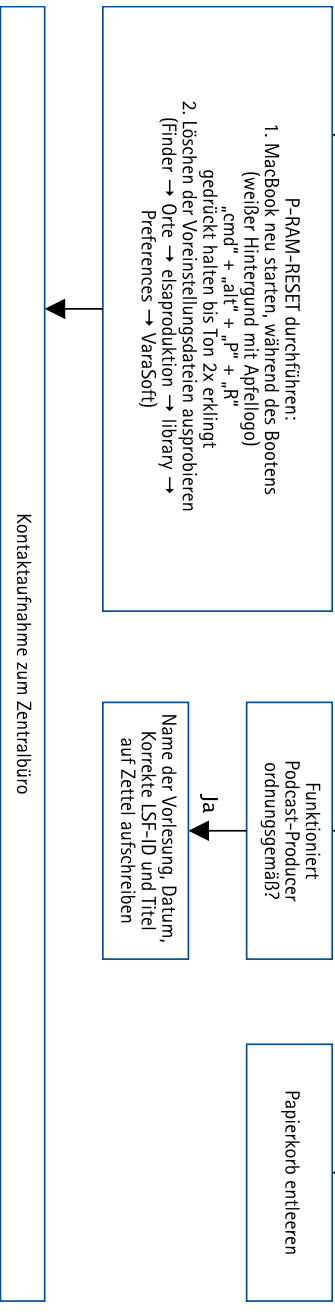 P-RAM-RESET durchführen:
1. MacBook neu starten, während des Bootens
(weißer Hintergund mit Apfellogo)
„cmd“ + „alt“ + „P“ + „R“
gedrückt halten bis Ton 2x erklingt
2. Löschen der Voreinstellungsdateien ausprobieren
(Finder → Orte → elsaproduktion → library →
Preferences → VaraSoft)
Funktioniert
Podcast-Producer
ordnungsgemäß?
Ja
Name der Vorlesung, Datum,
Korrekte LSF-ID und Titel
auf Zettel aufschreiben
Papierkorb entleeren
Kontaktaufnahme zum Zentralbüro